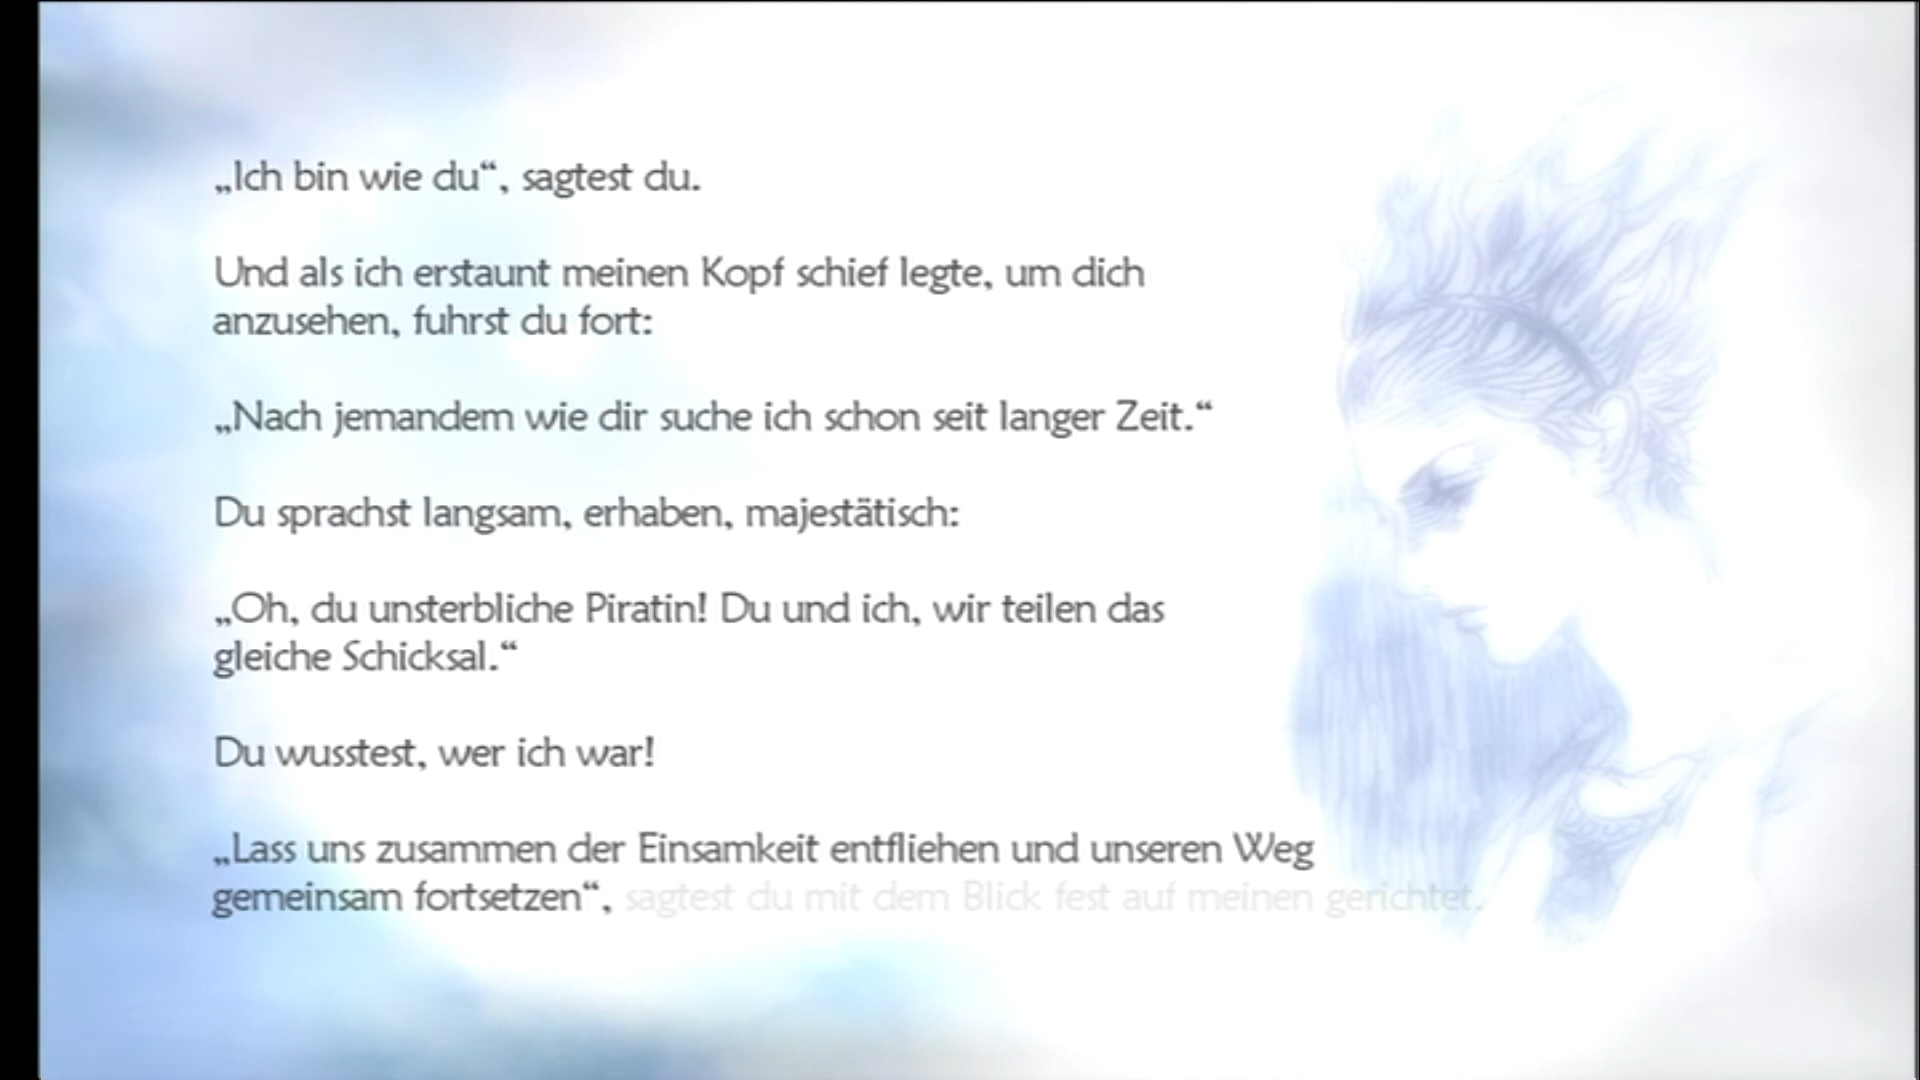 „Ich bin wie du“, sagtest du.
Und als ich erstaunt meinen Kopf schief legte, um dich
anzusehen, fuhrst du fort:
„Nach jemandem wie dir suche ich schon seit langer Zeit.“
Du sprachst langsam, erhaben, majestätisch:
„Oh, du unsterbliche Piratin! Du und ich, wir teilen das
gleiche Schicksal.“
Du wusstest, wer ich war!
„Lass uns zusammen der Einsamkeit entfliehen und unseren Weg
gemeinsam fortsetzen“, sagtest du mit dem Blick fest auf meinen gerichtet.